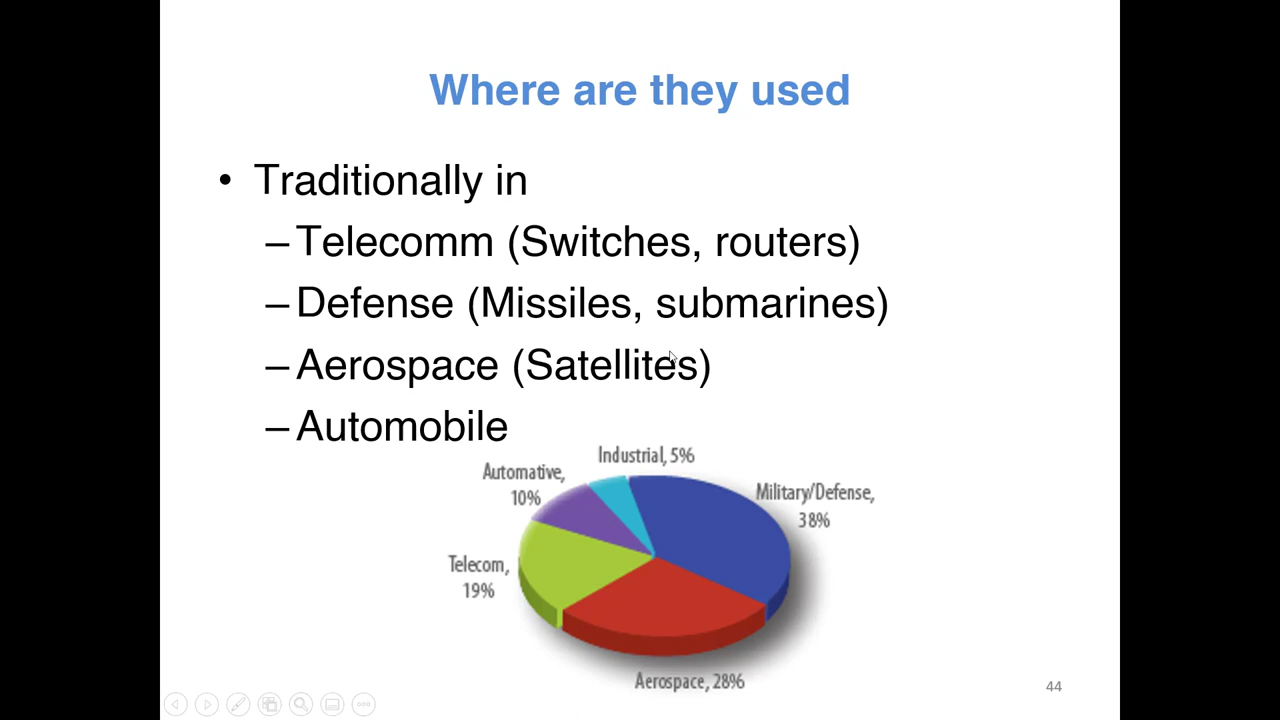 Where are they used
• Traditionally in
– Telecomm (Switches, routers)
– Defense (Missiles, submarines)
– Aerospace (Satellites)
– Automobile
Industrial, 5%
Automative,
10%
Military/Defense,
38%
Telecom,
19%
Aerospace, 28%
44